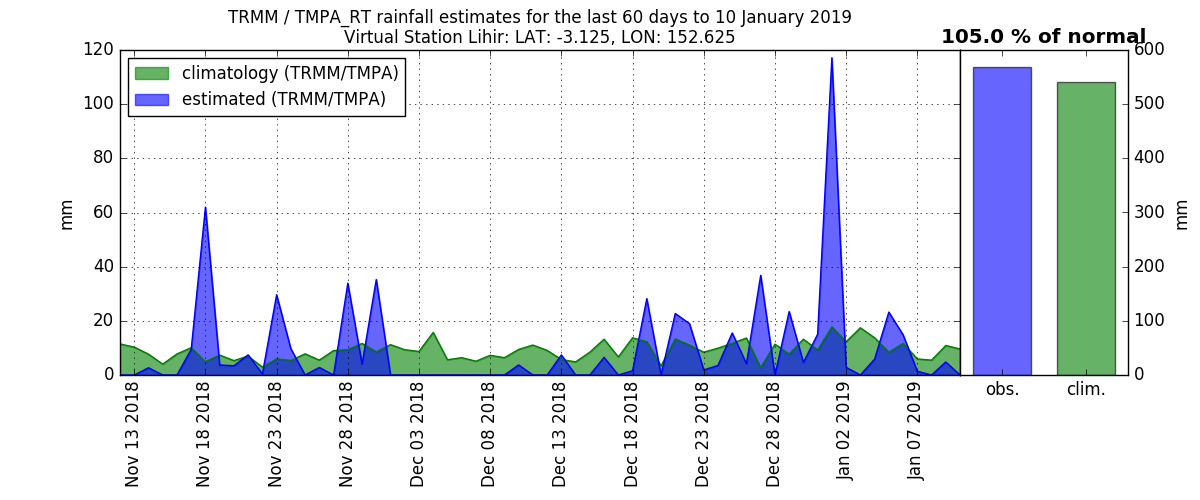 TRMM / TMPA_RT rainfall estimates for the last 60 days to 10 January 2019
Virtual Station Lihir: LAT: -3.125, LON: 152.625
105.0 % of normal
climatology (TRMM/TMPA)
estimated (TRMM/TMPA)
120
100
80
60
40
20
0
mm
600
500
400
300
200
100
0
mm
Nov 13 2018
Nov 18 2018
Nov 23 2018
Nov 28 2018
Dec 03 2018
Dec 08 2018
Dec 13 2018
Dec 18 2018
Dec 23 2018
Dec 28 2018
Jan 02 2019
Jan 07 2019
obs.
clim.